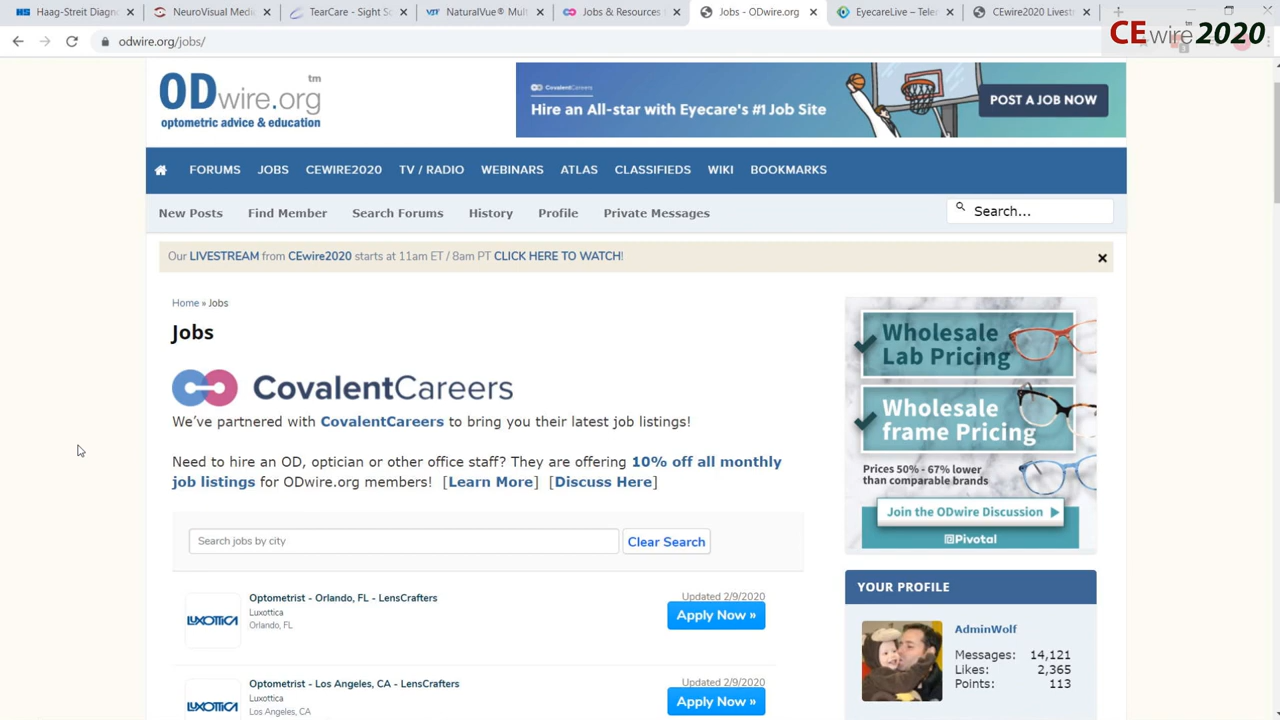 Haag-Streit Diagno
NeuroVisual Medic
TearCare - Sight Sc
VirtualVue® Mult
Jobs & Resources
Jobs - ODwire.org
EyecareLive – Teler
CEwire2020 Livestr
odwire.org/jobs/
CEwire2020
tm
ODwire.org
tm
optometric advice & education
CovalentCareers
Hire an All-star with Eyecare's #1 Job Site
POST A JOB NOW
FORUMS JOBS CEWIRE2020 TV / RADIO WEBINARS ATLAS CLASSIFIEDS WIKI BOOKMARKS
New Posts Find Member Search Forums History Profile Private Messages
Search...
Our LIVESTREAM from CEwire2020 starts at 11am ET / 8am PT CLICK HERE TO WATCH!
Home » Jobs
Jobs
CovalentCareers
We've partnered with CovalentCareers to bring you their latest job listings!
Need to hire an OD, optician or other office staff? They are offering 10% off all monthly
job listings for ODwire.org members! [Learn More] [Discuss Here]
Search jobs by city
Clear Search
LUXOTTICA
Optometrist - Orlando, FL - LensCrafters
Luxottica
Orlando, FL
Updated 2/9/2020
Apply Now »
LUXOTTICA
Optometrist - Los Angeles, CA - LensCrafters
Luxottica
Los Angeles, CA
Updated 2/9/2020
Apply Now »
Wholesale
Lab Pricing
Wholesale
frame Pricing
Prices 50% - 67% lower
than comparable brands
Join the ODwire Discussion
Pivotal
YOUR PROFILE
AdminWolf
Messages: 14,121
Likes: 2,365
Points: 113